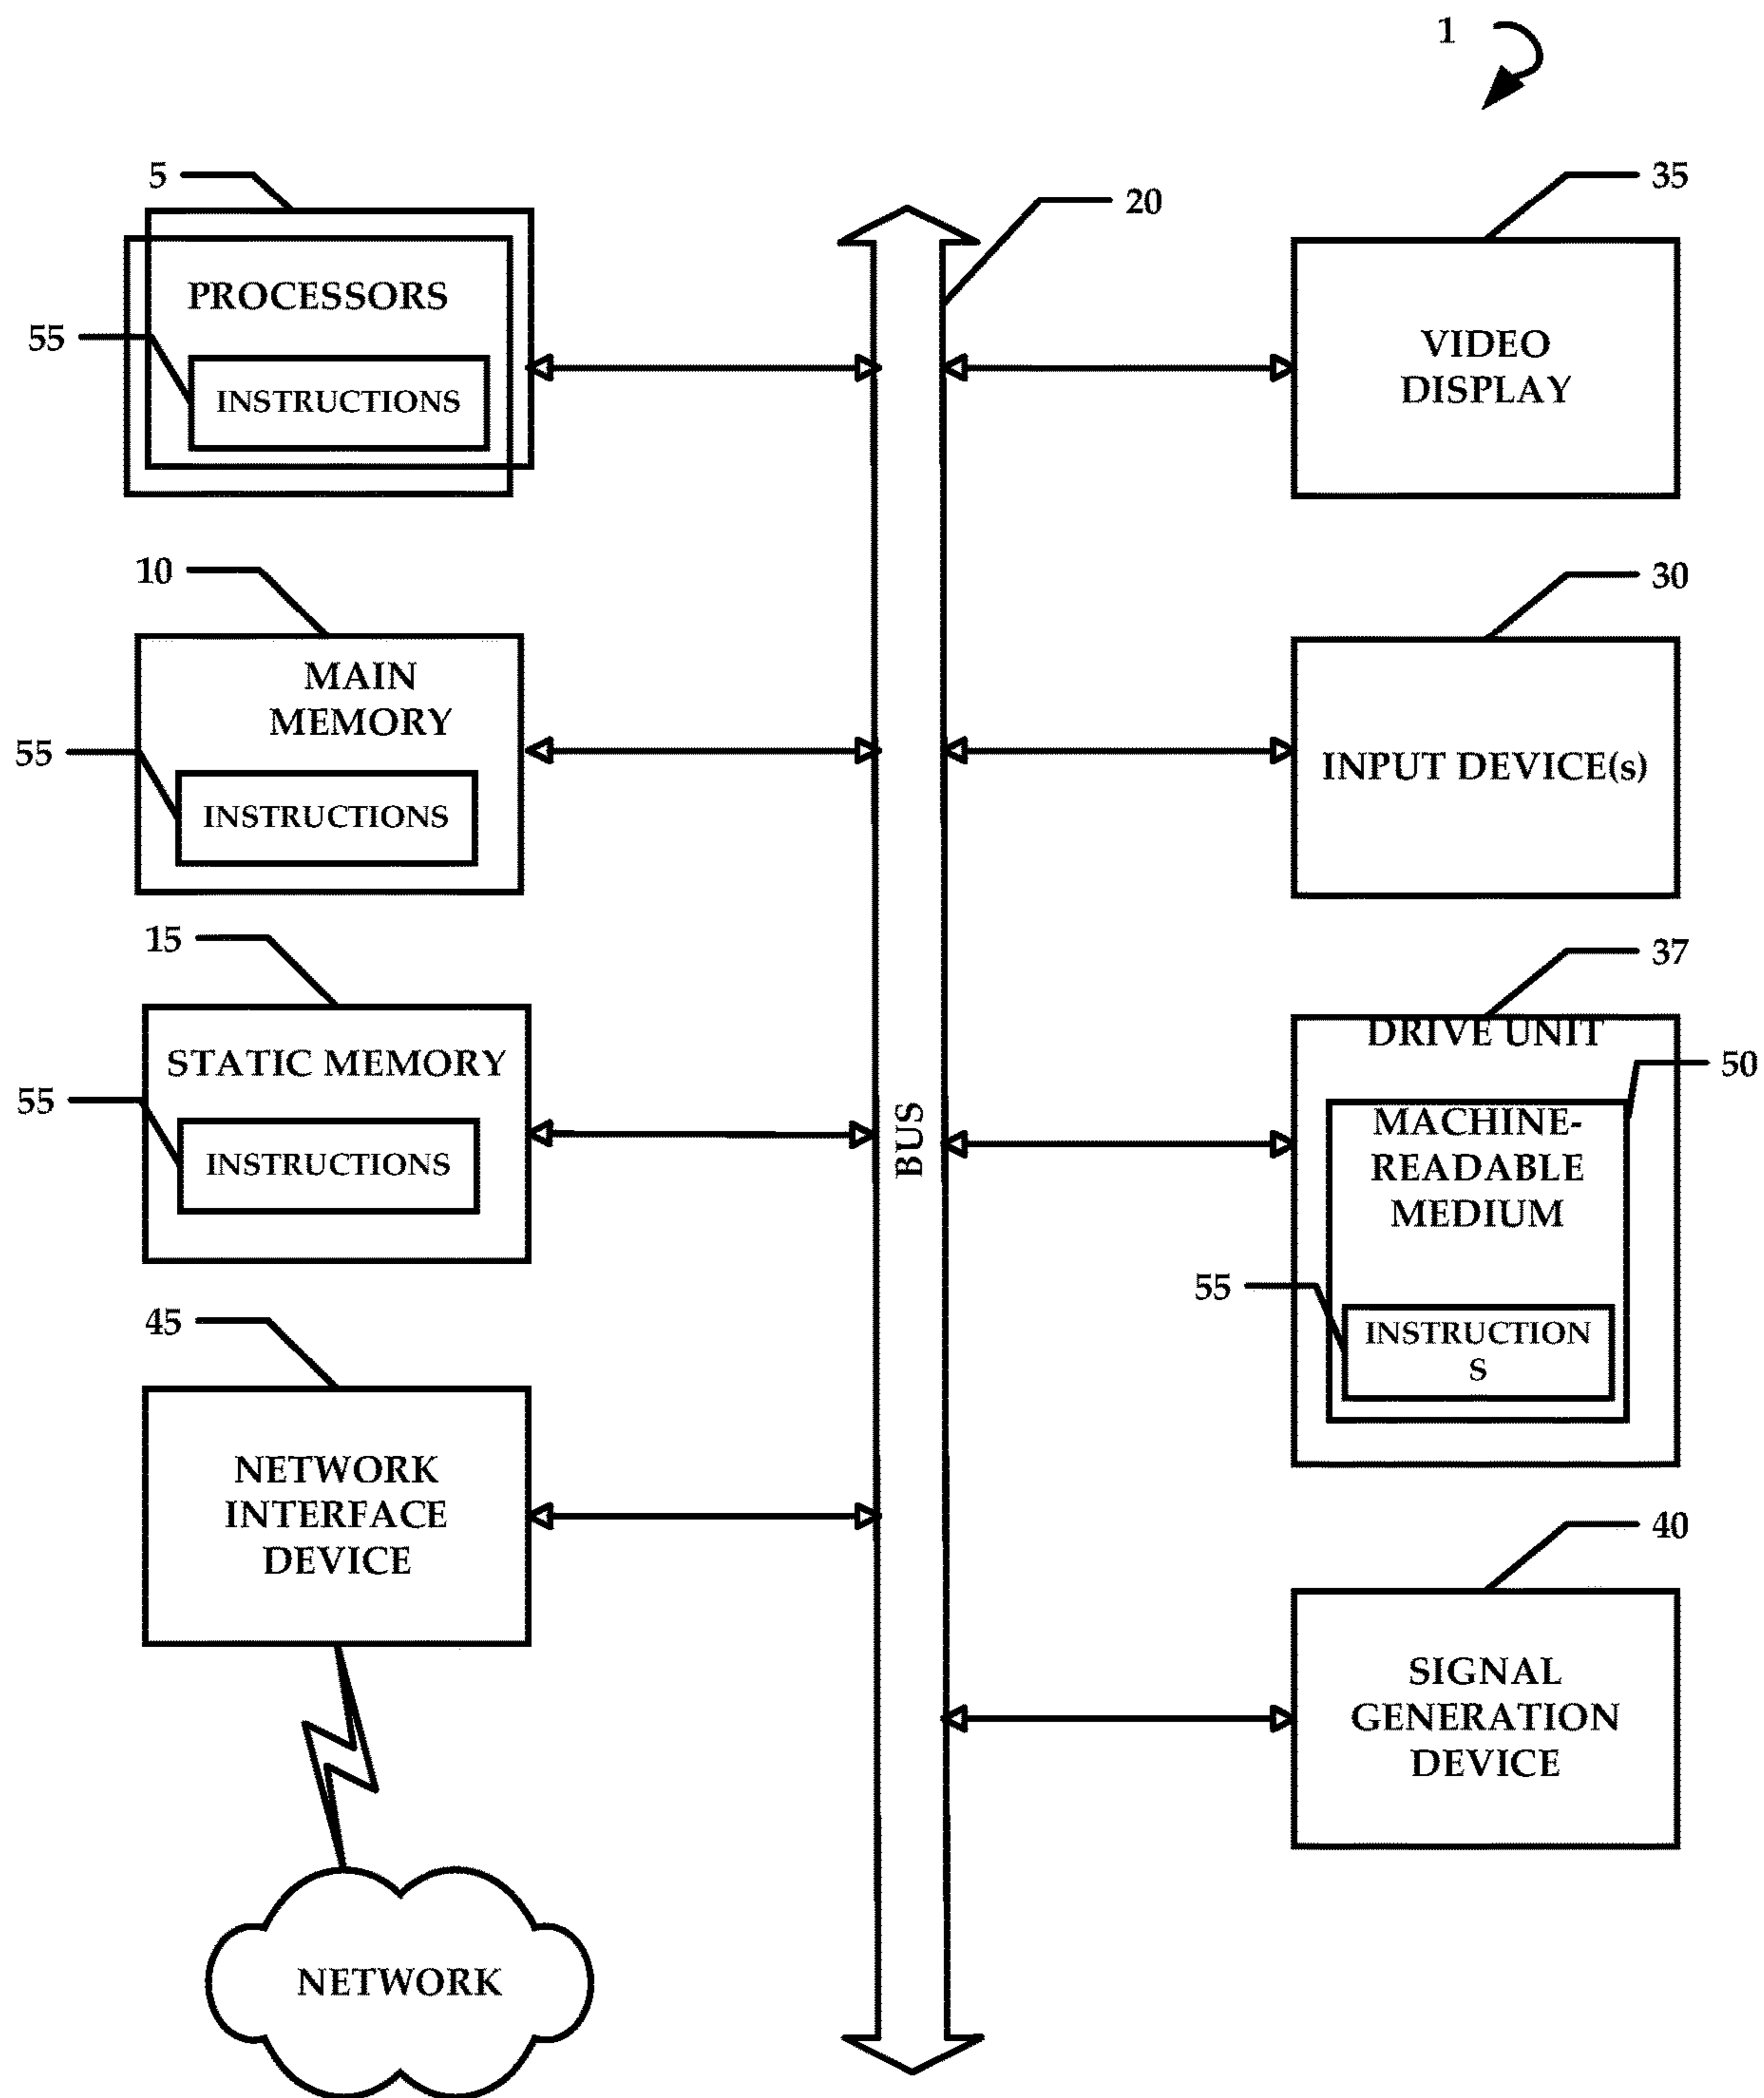 1
5
PROCESSORS
55
INSTRUCTIONS
10
MAIN
MEMORY
55
INSTRUCTIONS
15
STATIC MEMORY
55
INSTRUCTIONS
45
NETWORK
INTERFACE
DEVICE
NETWORK
20
BUS
35
VIDEO
DISPLAY
30
INPUT DEVICE(s)
37
DRIVE UNIT
50
MACHINE-
READABLE
MEDIUM
55
INSTRUCTION
S
40
SIGNAL
GENERATION
DEVICE